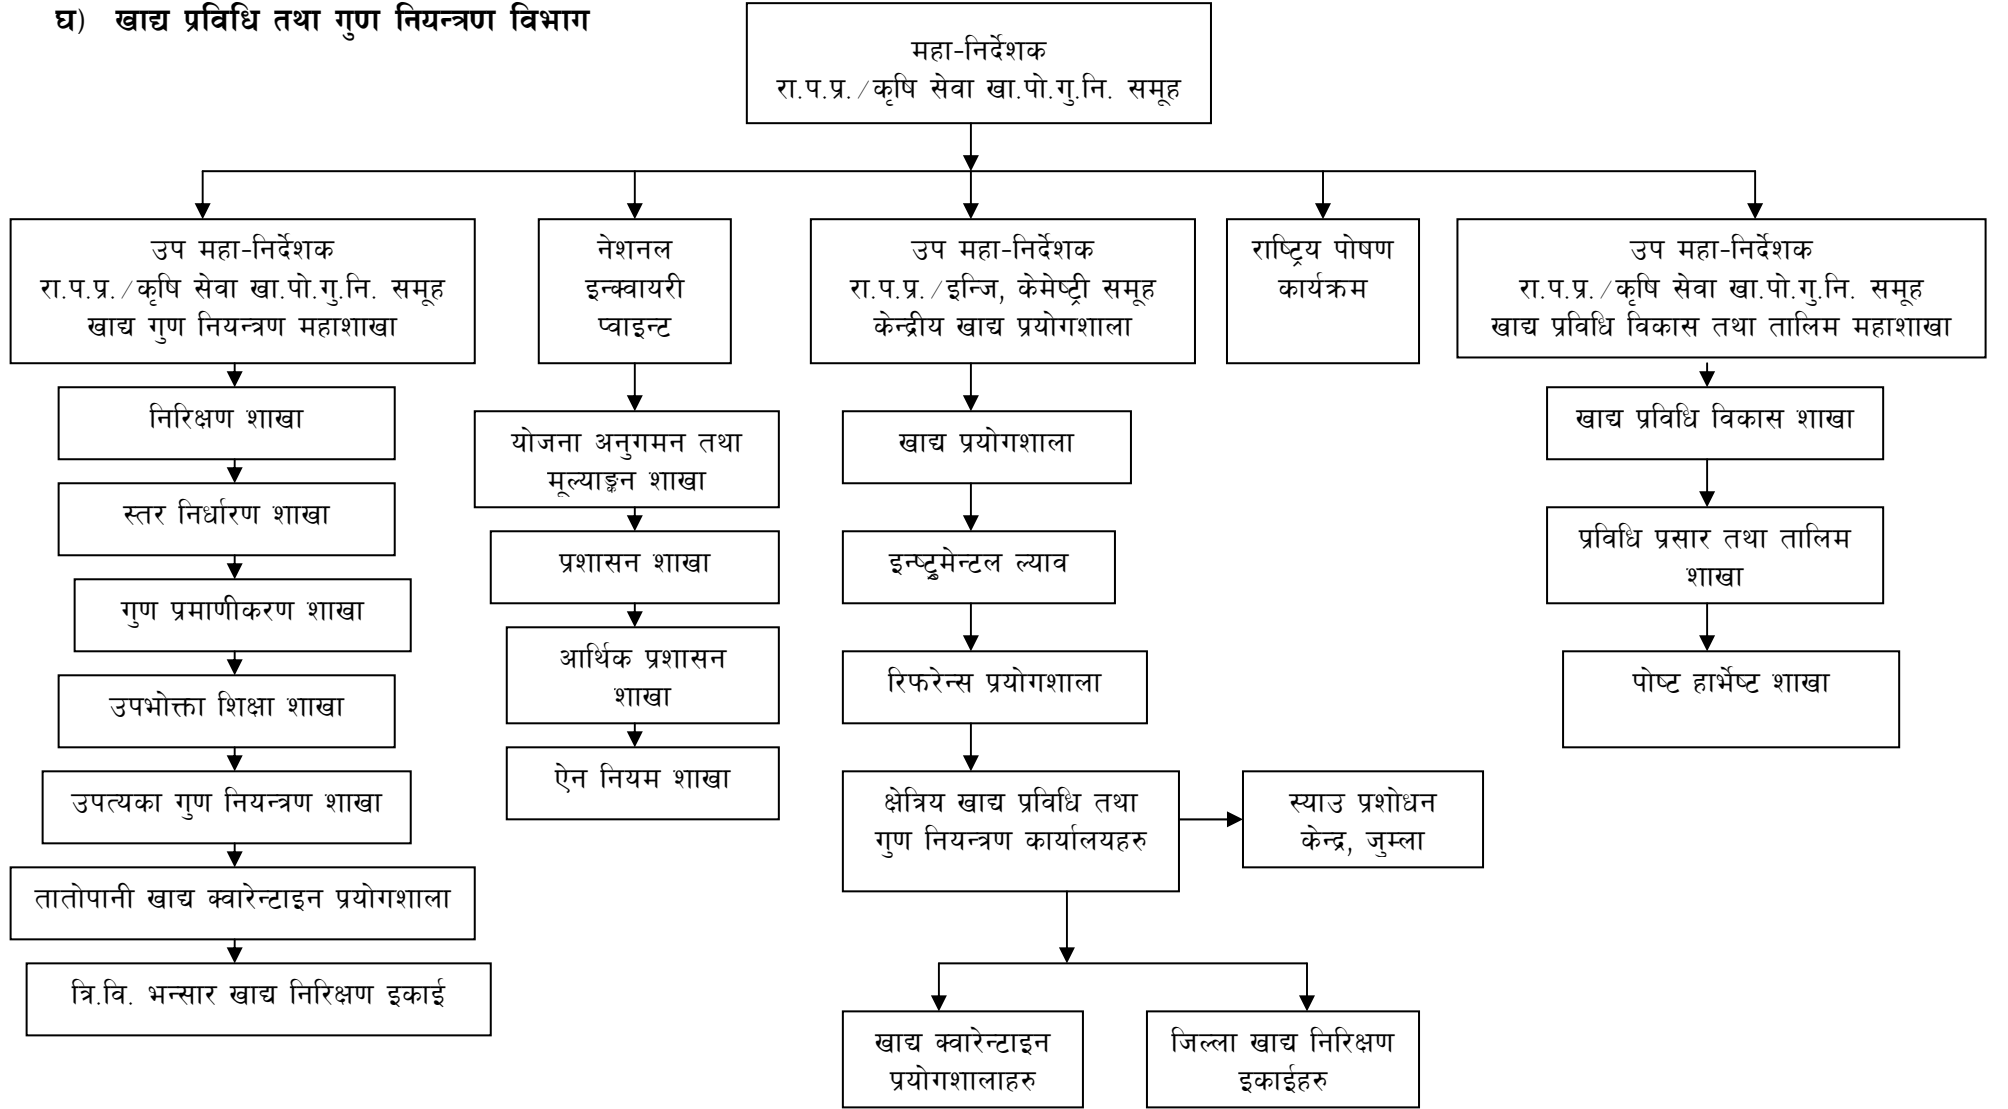 घ) खाद्य प्रविधि तथा गुण नियन्त्रण विभाग
महा-निर्देशक
रा.प.प्र./कृषि सेवा खा.पो.गु.नि. समूह
उप महा-निर्देशक
रा.प.प्र./कृषि सेवा खा.पो.गु.नि. समूह
खाद्य गुण नियन्त्रण महाशाखा
निरिक्षण शाखा
स्तर निर्धारण शाखा
गुण प्रमाणीकरण शाखा
उपभोक्ता शिक्षा शाखा
उपत्यका गुण नियन्त्रण शाखा
तातोपानी खाद्य क्वारेन्टाइन प्रयोगशाला
त्रि.वि. भन्सार खाद्य निरिक्षण इकाई
नेशनल
इन्क्वायरी
प्वाइन्ट
योजना अनुगमन तथा
मूल्याङ्कन शाखा
प्रशासन शाखा
आर्थिक प्रशासन
शाखा
ऐन नियम शाखा
उप महा-निर्देशक
रा.प.प्र./इन्जि, केमेष्ट्री समूह
केन्द्रीय खाद्य प्रयोगशाला
खाद्य प्रयोगशाला
इन्ष्ट्रुमेन्टल ल्याव
रिफरेन्स प्रयोगशाला
क्षेत्रिय खाद्य प्रविधि तथा
गुण नियन्त्रण कार्यालयहरु
स्याउ प्रशोधन
केन्द्र, जुम्ला
खाद्य क्वारेन्टाइन
प्रयोगशालाहरु
जिल्ला खाद्य निरिक्षण
इकाईहरु
राष्ट्रिय पोषण
कार्यक्रम
उप महा-निर्देशक
रा.प.प्र./कृषि सेवा खा.पो.गु.नि. समूह
खाद्य प्रविधि विकास तथा तालिम महाशाखा
खाद्य प्रविधि विकास शाखा
प्रविधि प्रसार तथा तालिम
शाखा
पोष्ट हार्भेष्ट शाखा